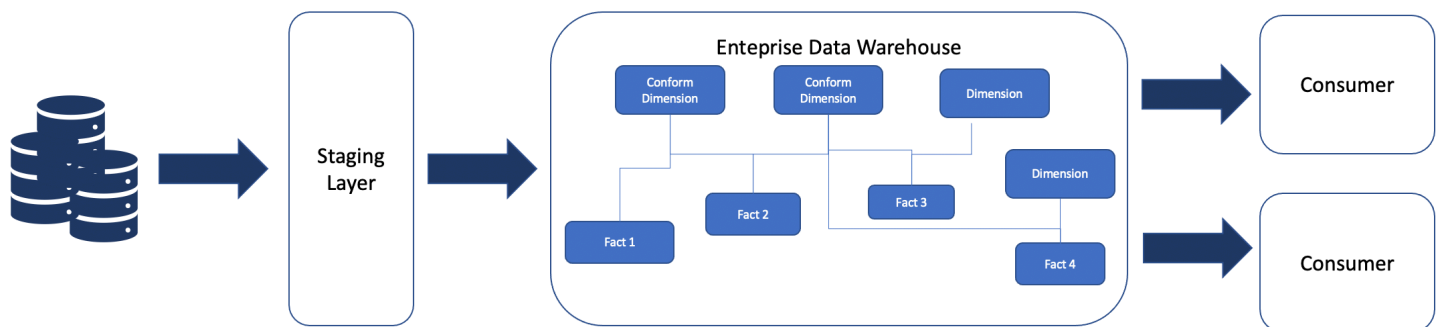 Enteprise Data Warehouse
Conform
Dimension
Conform
Dimension
Dimension
Consumer
Staging
Layer
Dimension
Fact 2
Fact 3
Fact 1
Fact 4
Consumer